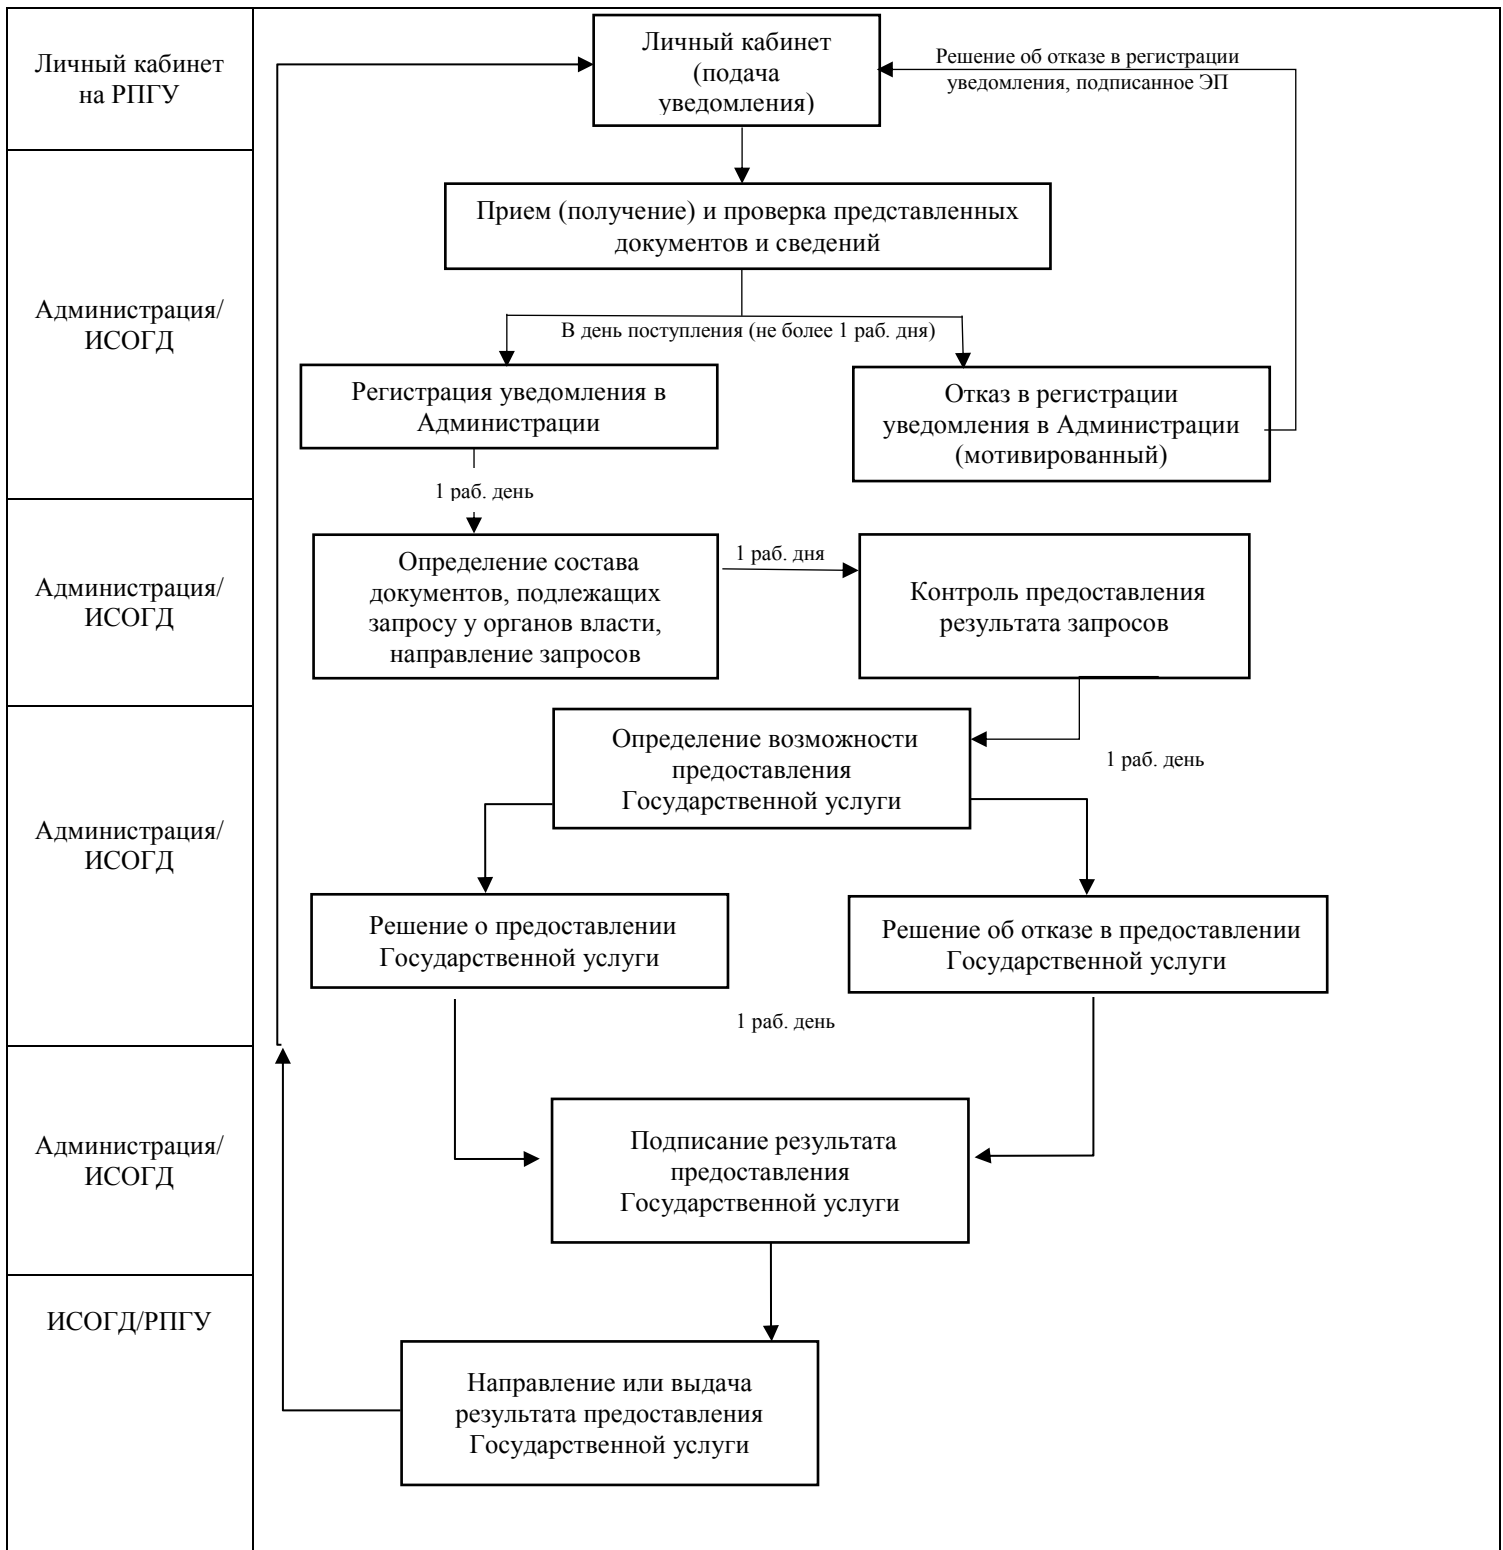 Личный кабинет
на РПГУ
Личный кабинет
(подача
уведомления)
Решение об отказе в регистрации
уведомления, подписанное ЭП
Администрация/
ИСОГД
Прием (получение) и проверка представленных
документов и сведений
В день поступления (не более 1 раб. дня)
Регистрация уведомления в
Администрации
Отказ в регистрации
уведомления в Администрации
(мотивированный)
1 раб. день
Администрация/
ИСОГД
Определение состава
документов, подлежащих
запросу у органов власти,
направление запросов
1 раб. дня
Контроль предоставления
результата запросов
Администрация/
ИСОГД
Определение возможности
предоставления
Государственной услуги
1 раб. день
Решение о предоставлении
Государственной услуги
Решение об отказе в предоставлении
Государственной услуги
1 раб. день
Администрация/
ИСОГД
Подписание результата
предоставления
Государственной услуги
ИСОГД/РПГУ
Направление или выдача
результата предоставления
Государственной услуги